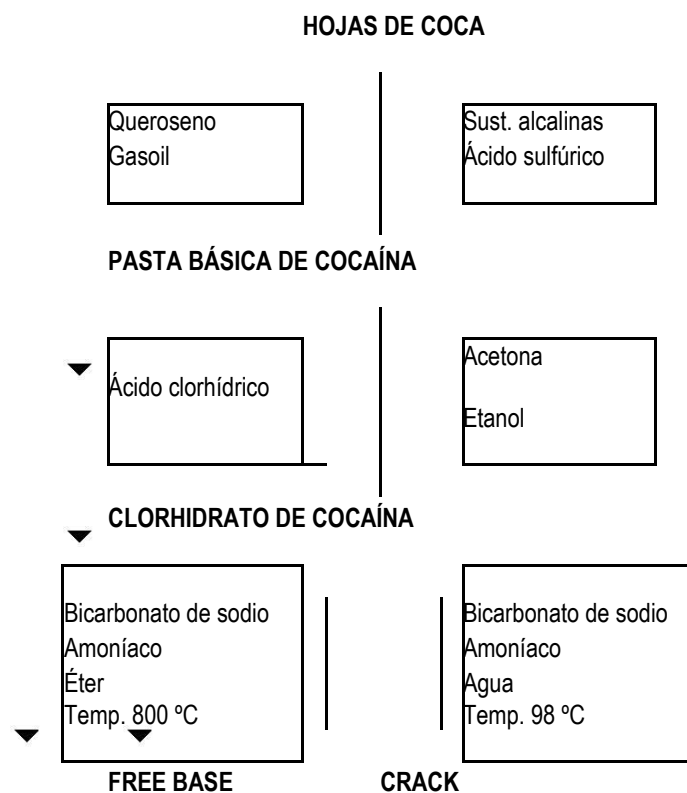 HOJAS DE COCA
Queroseno
Gasoil
Sust. alcalinas
Ácido sulfúrico
PASTA BÁSICA DE COCAÍNA
Ácido clorhídrico
Acetona
Etanol
CLORHIDRATO DE COCAÍNA
Bicarbonato de sodio
Amoníaco
Éter
Temp. 800 ºC
Bicarbonato de sodio
Amoníaco
Agua
Temp. 98 ºC
FREE BASE
CRACK